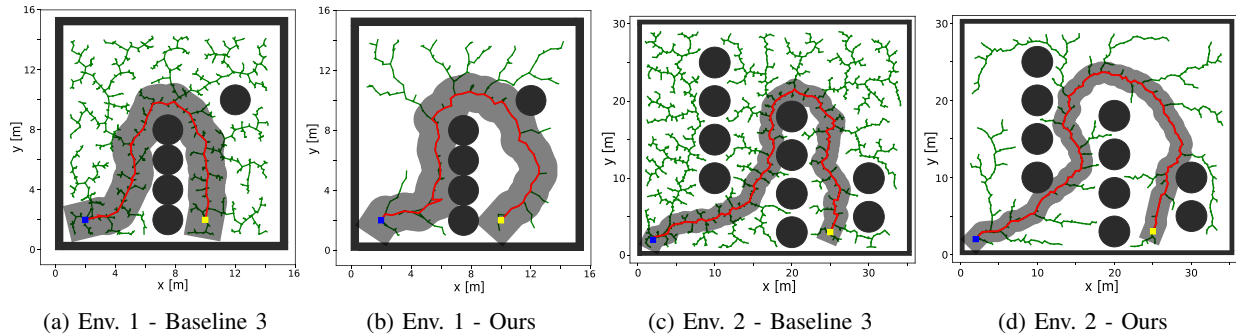 16
12
8
4
0
y [m]
0 4 8 12 16
x [m]
(a) Env. 1 - Baseline 3
16
12
8
4
0
y [m]
0 4 8 12 16
x [m]
(b) Env. 1 - Ours
30
20
10
0
y [m]
0 10 20 30
x [m]
(c) Env. 2 - Baseline 3
30
20
10
0
y [m]
0 10 20 30
x [m]
(d) Env. 2 - Ours